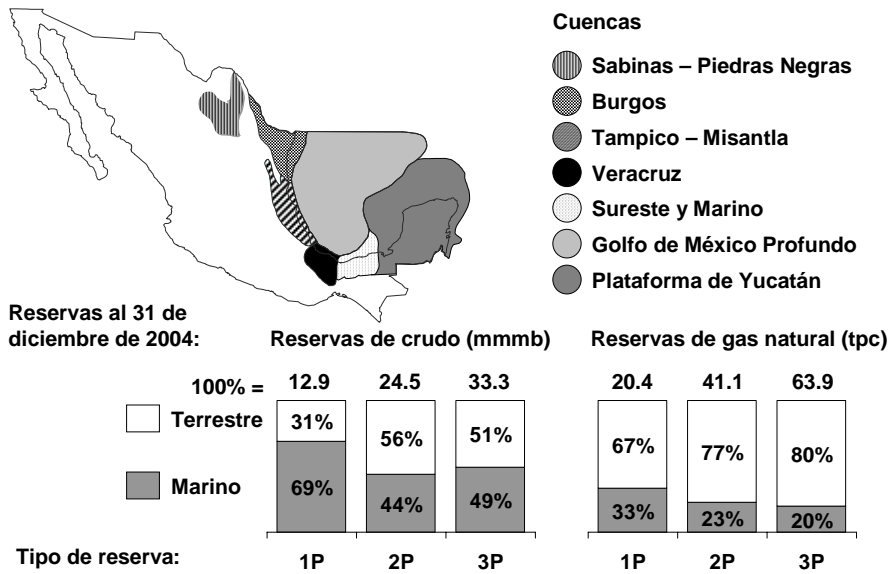 Cuencas
Sabinas – Piedras Negras
Burgos
Tampico – Misantla
Veracruz
Sureste y Marino
Golfo de México Profundo
Plataforma de Yucatán
Reservas al 31 de
diciembre de 2004:
Reservas de crudo (mmmb)
Reservas de gas natural (tpc)
100% =
12.9
24.5
33.3
20.4
41.1
63.9
Terrestre
31%
56%
51%
67%
77%
80%
Marino
69%
44%
49%
33%
23%
20%
Tipo de reserva:
1P
2P
3P
1P
2P
3P